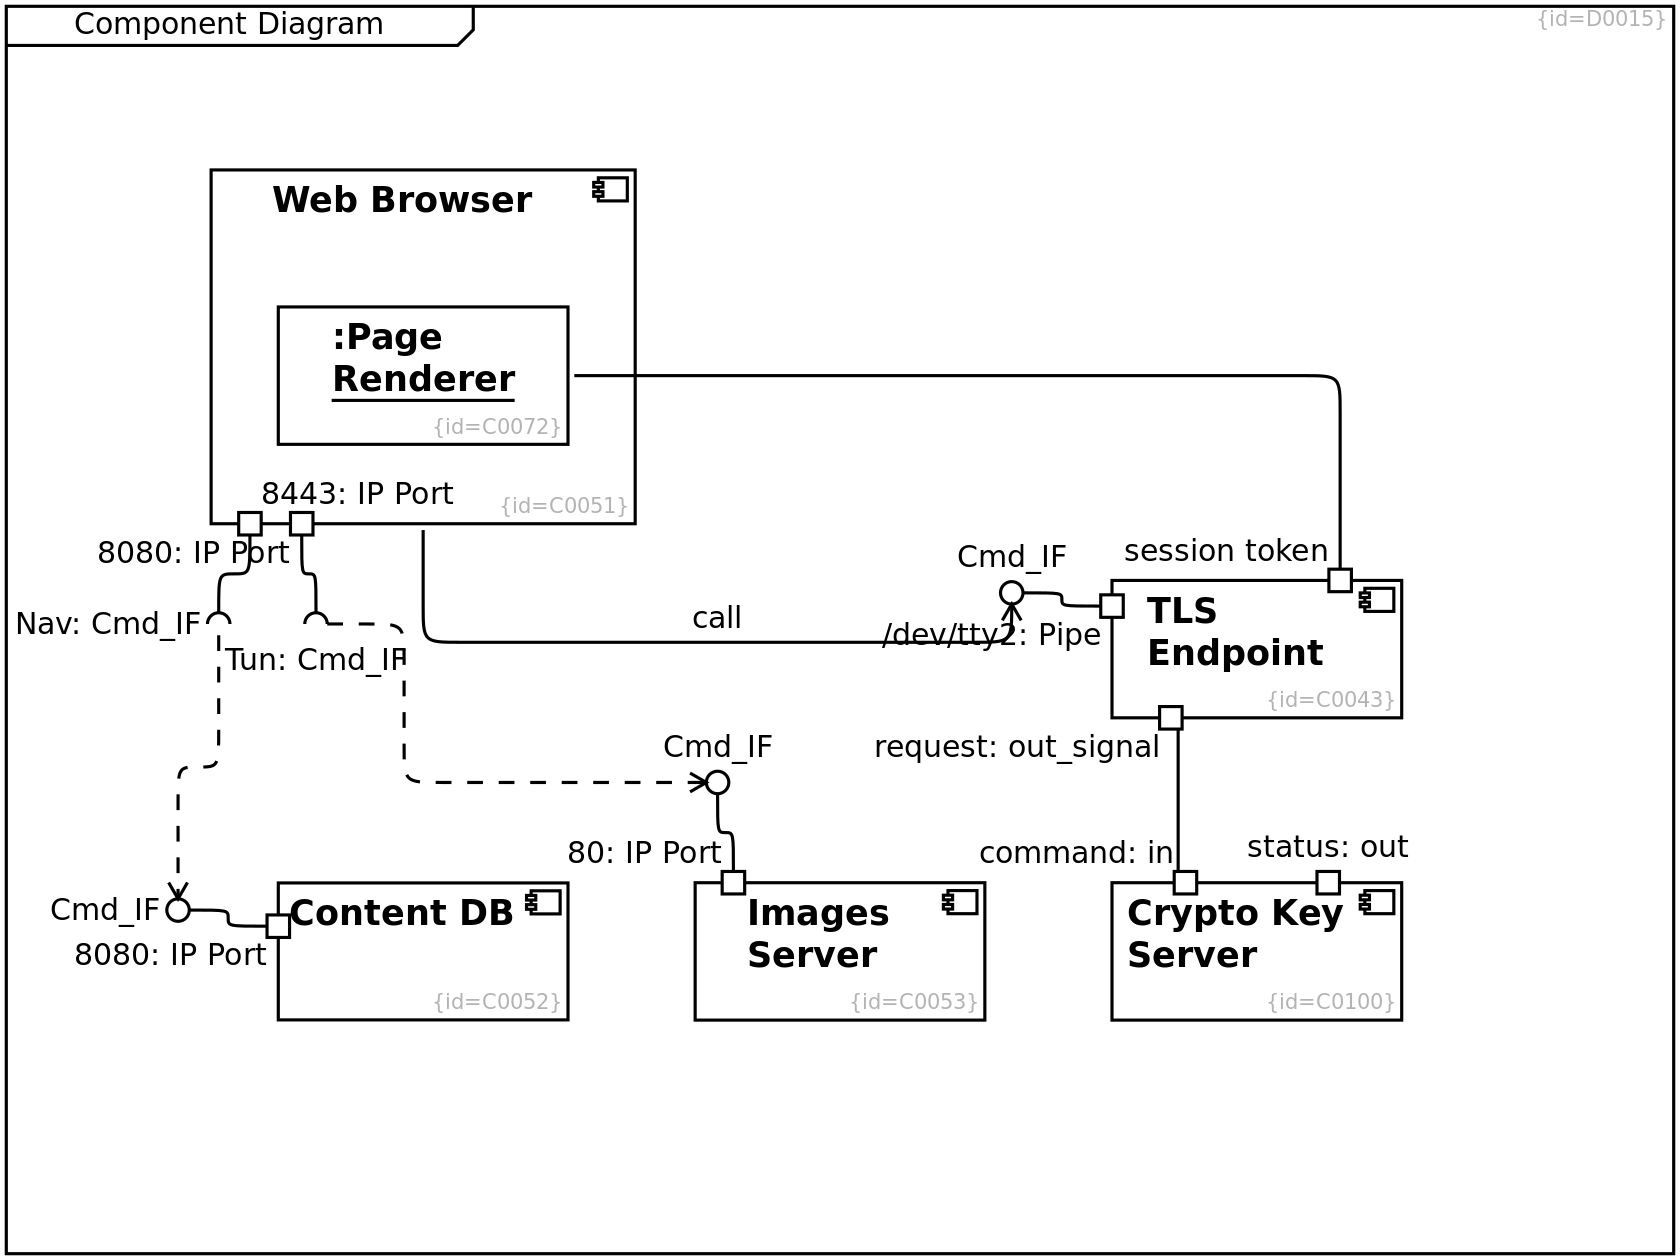 Component Diagram
{id=D0015}
Web Browser
:Page
Renderer
{id=C0072}
8443: IP Port
{id=C0051}
8080: IP Port
Nav: Cmd_IF
Tun: Cmd_IF
call
Cmd_IF
session token
/dev/tty2: Pipe
TLS
Endpoint
{id=C0043}
request: out_signal
Cmd_IF
80: IP Port
command: in
status: out
Cmd_IF
8080: IP Port
Content DB
{id=C0052}
Images
Server
{id=C0053}
Crypto Key
Server
{id=C0100}